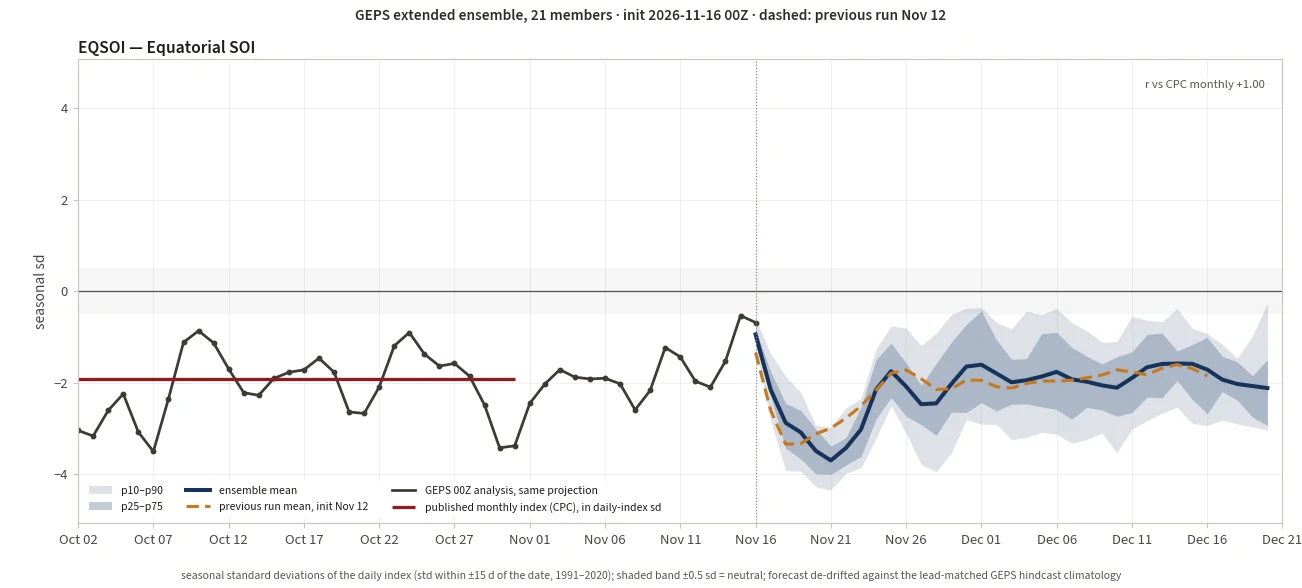 GEPS extended ensemble, 21 members · init 2026-11-16 00Z · dashed: previous run Nov 12
EQSOI — Equatorial SOI
r vs CPC monthly +1.00
seasonal sd
4
2
0
−2
−4
p10–p90
ensemble mean
GEPS 00Z analysis, same projection
p25–p75
previous run mean, init Nov 12
published monthly index (CPC), in daily-index sd
Oct 02 Oct 07 Oct 12 Oct 17 Oct 22 Oct 27 Nov 01 Nov 06 Nov 11 Nov 16 Nov 21 Nov 26 Dec 01 Dec 06 Dec 11 Dec 16 Dec 21
seasonal standard deviations of the daily index (std within ±15 d of the date, 1991–2020); shaded band ±0.5 sd = neutral; forecast de-drifted against the lead-matched GEPS hindcast climatology